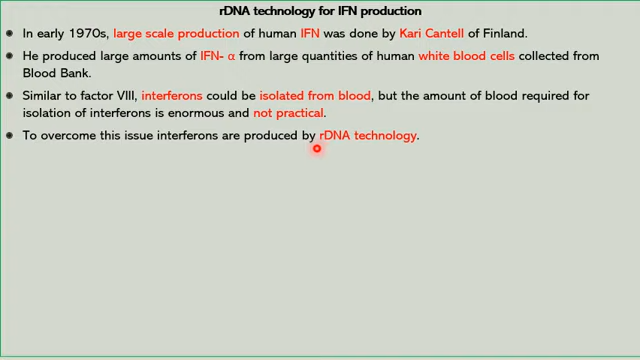 rDNA technology for IFN production
In early 1970s, large scale production of human IFN was done by Kari Cantell of Finland.
He produced large amounts of IFN- α from large quantities of human white blood cells collected from
Blood Bank.
Similar to factor VIII, interferons could be isolated from blood, but the amount of blood required for
isolation of interferons is enormous and not practical.
To overcome this issue interferons are produced by rDNA technology.